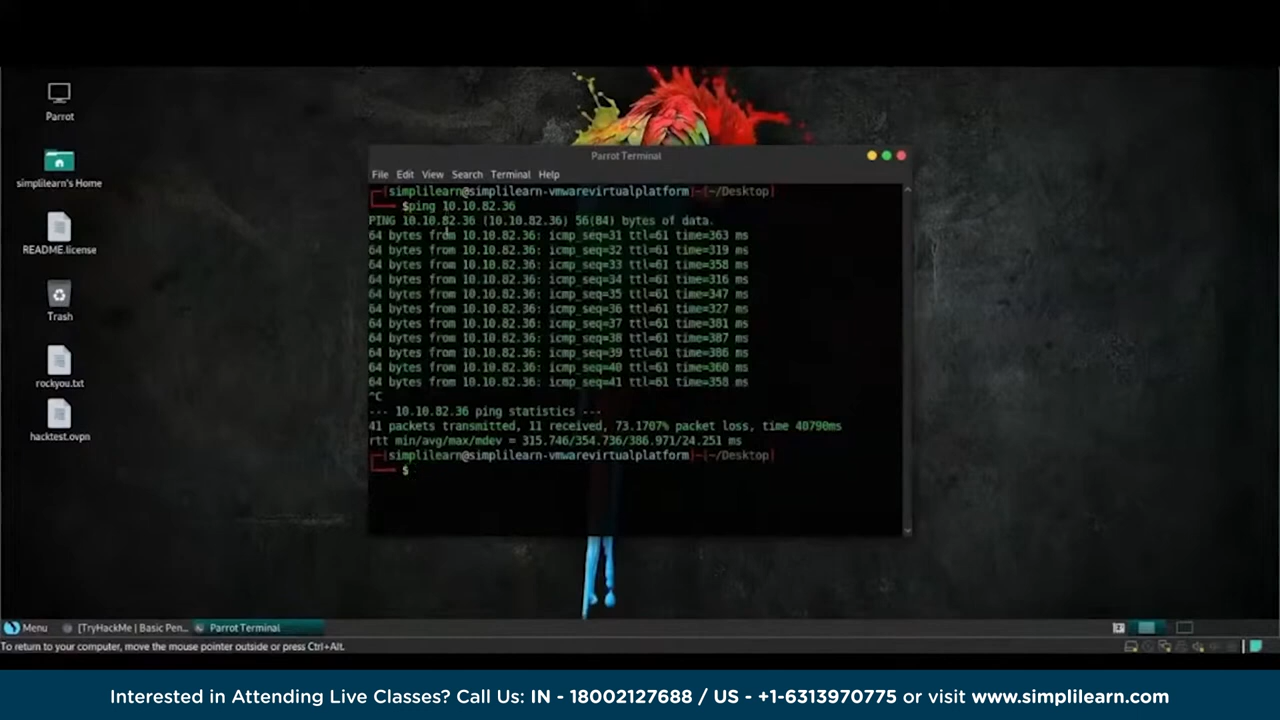 Parrot
simplilearn's Home
README.license
Trash
rockyou.txt
hacktest.ovpn
Parrot Terminal
File Edit View Search Terminal Help
┌─[simplilearn@simplilearn-vmwarevirtualplatform]─[~/Desktop]
└──╼ $ping 10.10.82.36
PING 10.10.82.36 (10.10.82.36) 56(84) bytes of data.
64 bytes from 10.10.82.36: icmp_seq=31 ttl=61 time=363 ms
64 bytes from 10.10.82.36: icmp_seq=32 ttl=61 time=319 ms
64 bytes from 10.10.82.36: icmp_seq=33 ttl=61 time=358 ms
64 bytes from 10.10.82.36: icmp_seq=34 ttl=61 time=316 ms
64 bytes from 10.10.82.36: icmp_seq=35 ttl=61 time=347 ms
64 bytes from 10.10.82.36: icmp_seq=36 ttl=61 time=327 ms
64 bytes from 10.10.82.36: icmp_seq=37 ttl=61 time=381 ms
64 bytes from 10.10.82.36: icmp_seq=38 ttl=61 time=387 ms
64 bytes from 10.10.82.36: icmp_seq=39 ttl=61 time=386 ms
64 bytes from 10.10.82.36: icmp_seq=40 ttl=61 time=360 ms
64 bytes from 10.10.82.36: icmp_seq=41 ttl=61 time=358 ms
^C
--- 10.10.82.36 ping statistics ---
41 packets transmitted, 11 received, 73.1707% packet loss, time 40790ms
rtt min/avg/max/mdev = 315.746/354.736/386.971/24.251 ms
┌─[simplilearn@simplilearn-vmwarevirtualplatform]─[~/Desktop]
└──╼ $
Menu [TryHackMe | Basic Pen... Parrot Terminal
To return to your computer, move the mouse pointer outside or press Ctrl+Alt.
Interested in Attending Live Classes? Call Us: IN - 18002127688 / US - +1-6313970775 or visit www.simplilearn.com